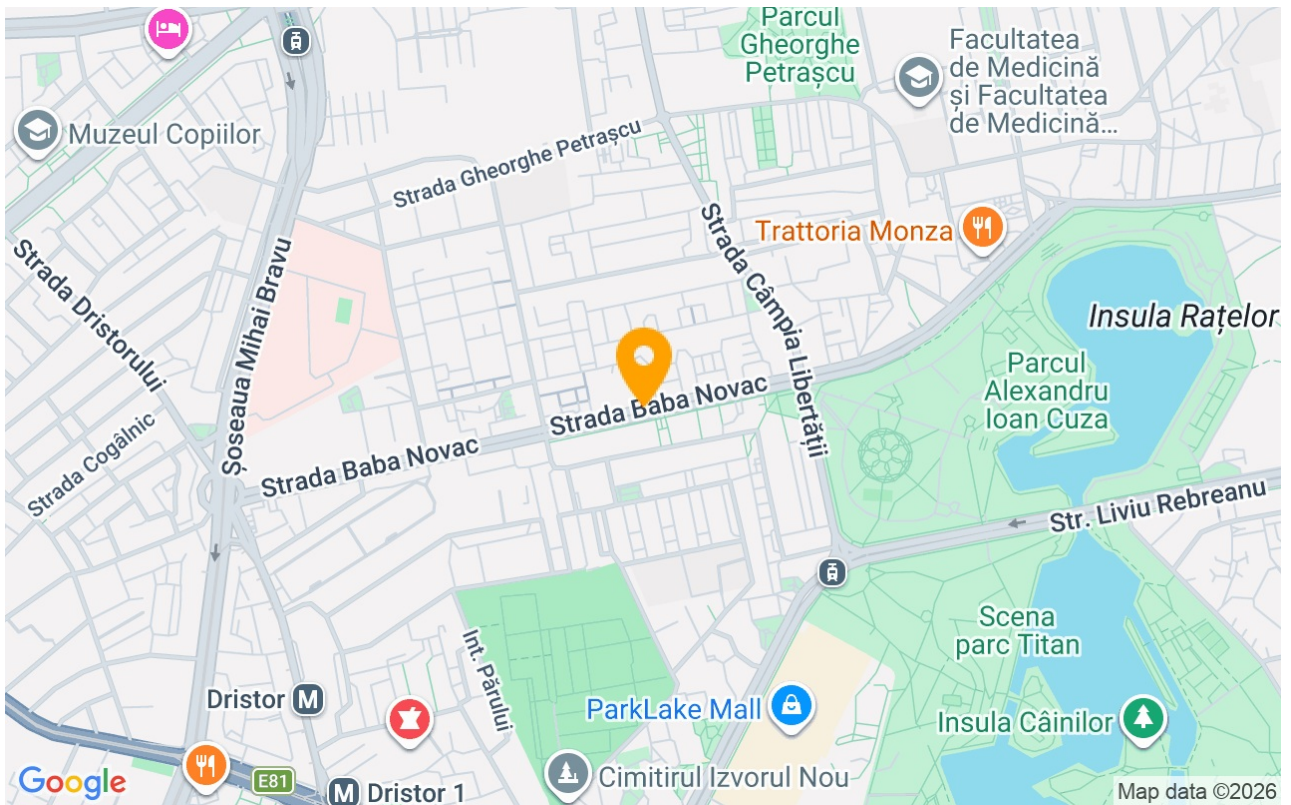 Parcul
Gheorghe
Petrașcu
Facultatea
de Medicină
și Facultatea
de Medicină...
Muzeul Copiilor
Strada Gheorghe Petrașcu
Trattoria Monza
Strada Câmpia Libertății
Șoseaua Mihai Bravu
Strada Dristorului
Insula Rațelor
Parcul
Alexandru
Ioan Cuza
Strada Baba Novac
Strada Baba Novac
Strada Cogâlnic
Str. Liviu Rebreanu
Scena
parc Titan
Int. Părului
Dristor M
ParkLake Mall
Insula Câinilor
Cimitirul Izvorul Nou
Google
E81
M Dristor 1
Map data ©2026